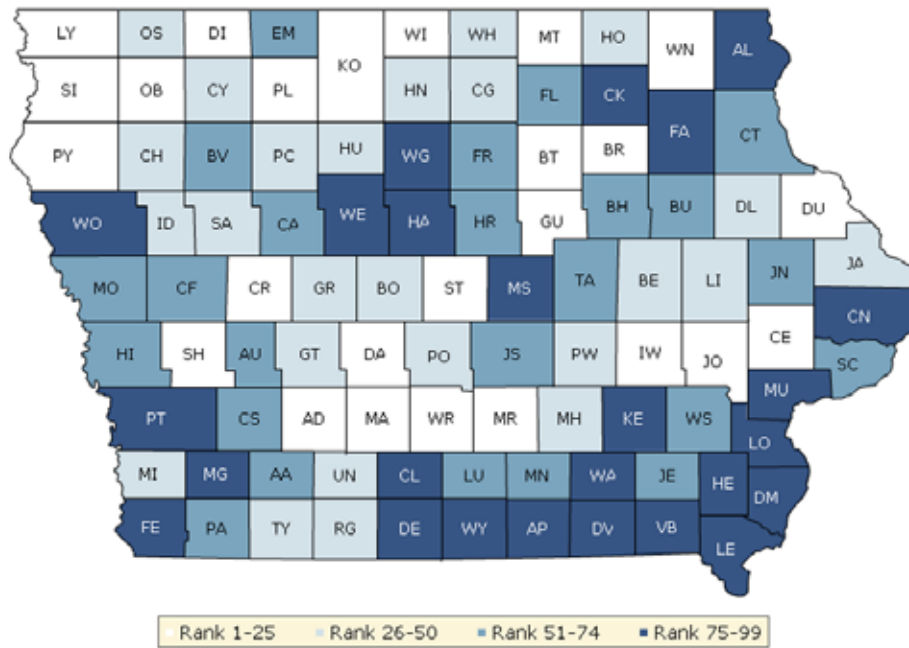 LY OS DI EM WI WH MT HO WN AL
KO
SI OB CY PL HN CG FL CK
PY CH BV PC HU WG FR BT BR FA CT
WO ID SA CA WE HA HR GU BH BU DL DU
MO CF CR GR BO ST MS TA BE LI JN JA
CN
HI SH AU GT DA PO JS PW IW JO CE SC
MU
PT CS AD MA WR MR MH KE WS LO
MI MG AA UN CL LU MN WA JE HE DM
FE PA TY RG DE WY AP DV VB LE
Rank 1-25 Rank 26-50 Rank 51-74 Rank 75-99